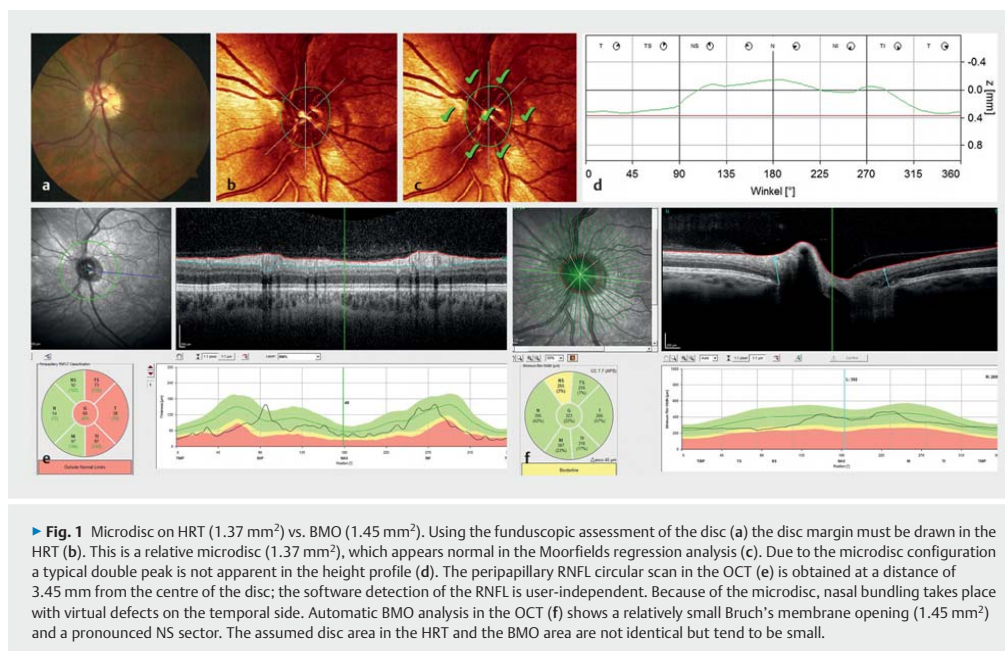 a
b
c
d
T
TS
NS
N
NI
TI
T
-0.4
0.0
0.4
0.8
z [mm]
0 45 90 135 180 225 270 315 360
Winkel [°]
e
Outside Normal Limits
Position [°]
f
Borderline
Position [°]
► Fig. 1 Microdisc on HRT (1.37 mm²) vs. BMO (1.45 mm²). Using the funduscopic assessment of the disc (a) the disc margin must be drawn in the
HRT (b). This is a relative microdisc (1.37 mm²), which appears normal in the Moorfields regression analysis (c). Due to the microdisc configuration
a typical double peak is not apparent in the height profile (d). The peripapillary RNFL circular scan in the OCT (e) is obtained at a distance of
3.45 mm from the centre of the disc; the software detection of the RNFL is user-independent. Because of the microdisc, nasal bundling takes place
with virtual defects on the temporal side. Automatic BMO analysis in the OCT (f) shows a relatively small Bruch's membrane opening (1.45 mm²)
and a pronounced NS sector. The assumed disc area in the HRT and the BMO area are not identical but tend to be small.